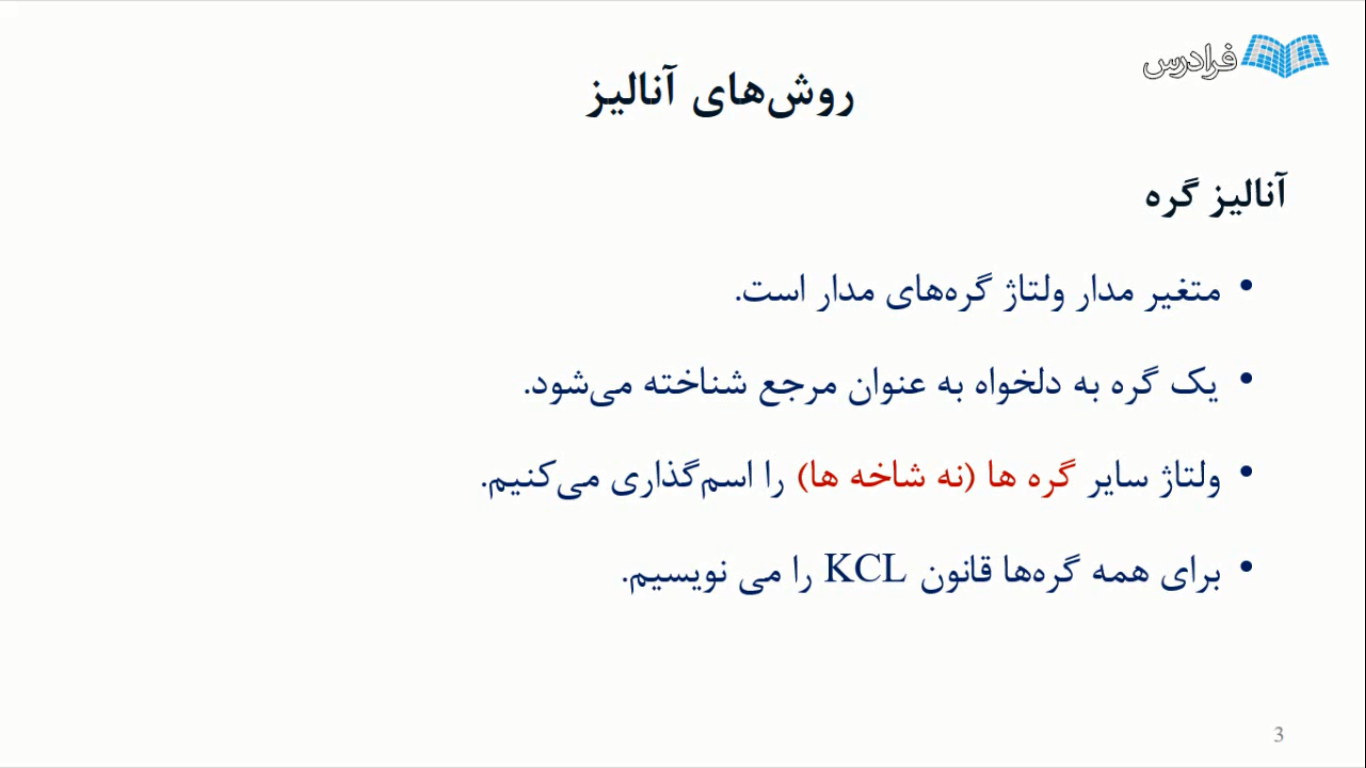 فرادرس
روش‌های آنالیز
آنالیز گره
• متغیر مدار ولتاژ گره‌های مدار است.
• یک گره به دلخواه به عنوان مرجع شناخته می‌شود.
• ولتاژ سایر گره ها (نه شاخه ها) را اسم‌گذاری می‌کنیم.
• برای همه گره‌ها قانون KCL را می نویسیم.
3